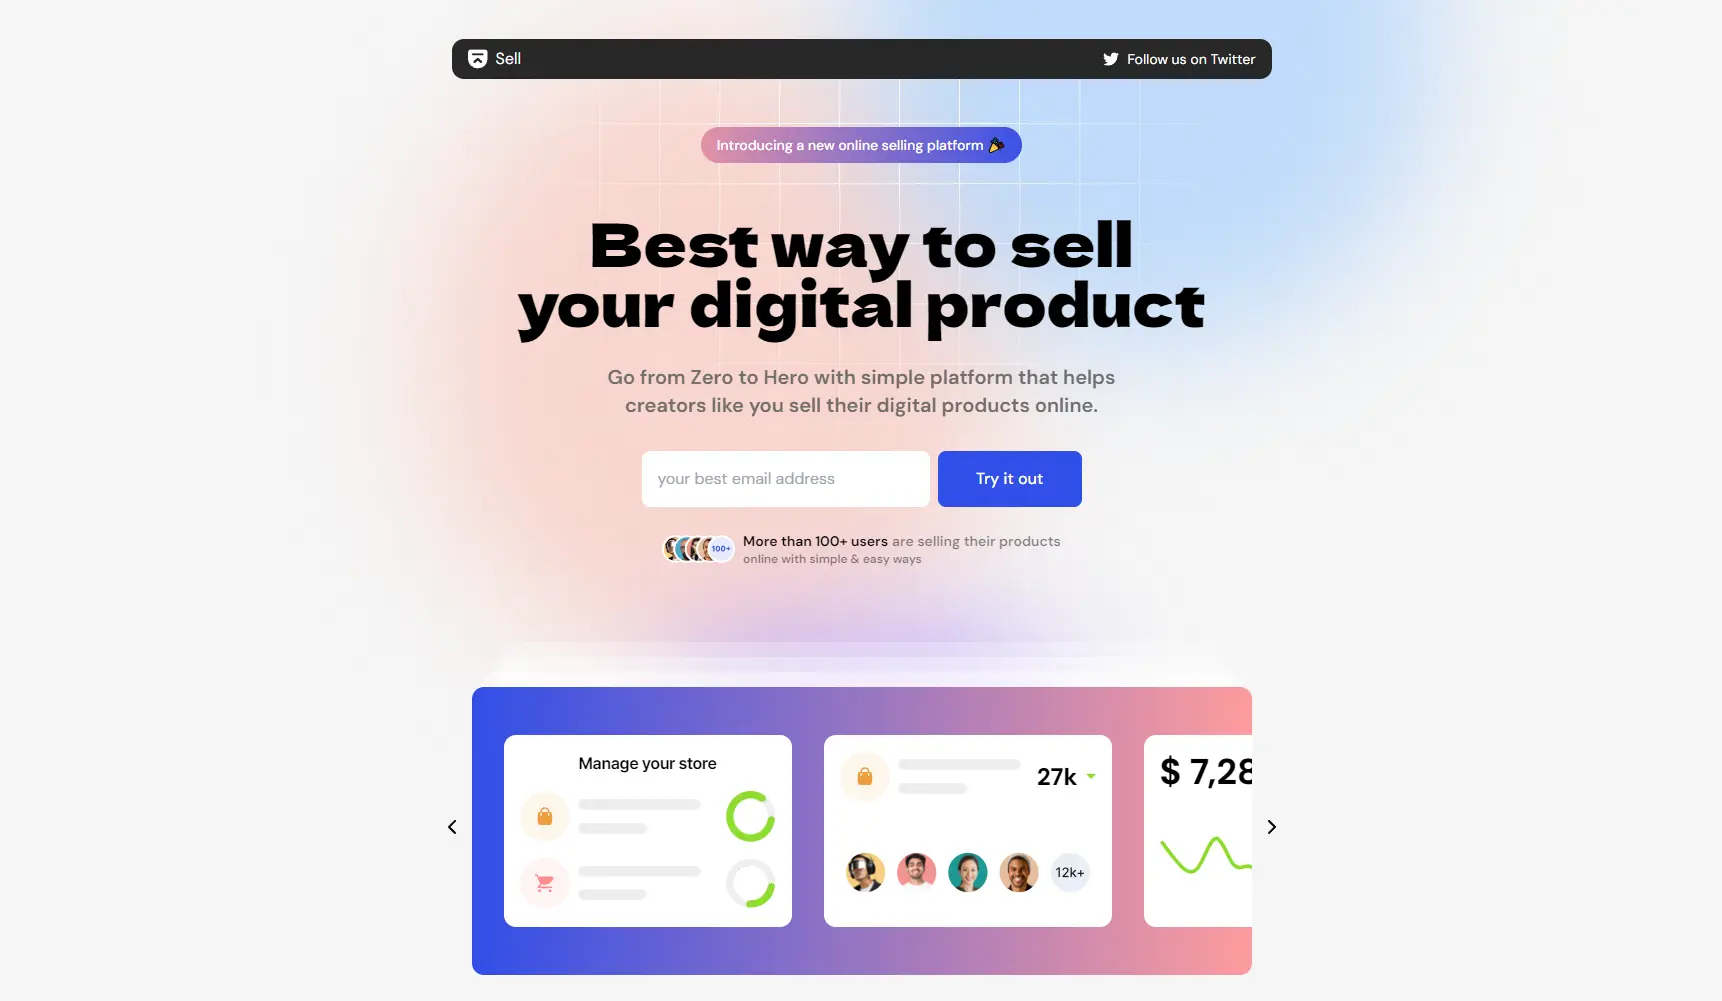 Sell
Follow us on Twitter
Introducing a new online selling platform 🎉
Best way to sell
your digital product
Go from Zero to Hero with simple platform that helps
creators like you sell their digital products online.
your best email address
Try it out
100+
More than 100+ users are selling their products
online with simple & easy ways
Manage your store
27k
12k+
$ 7,28